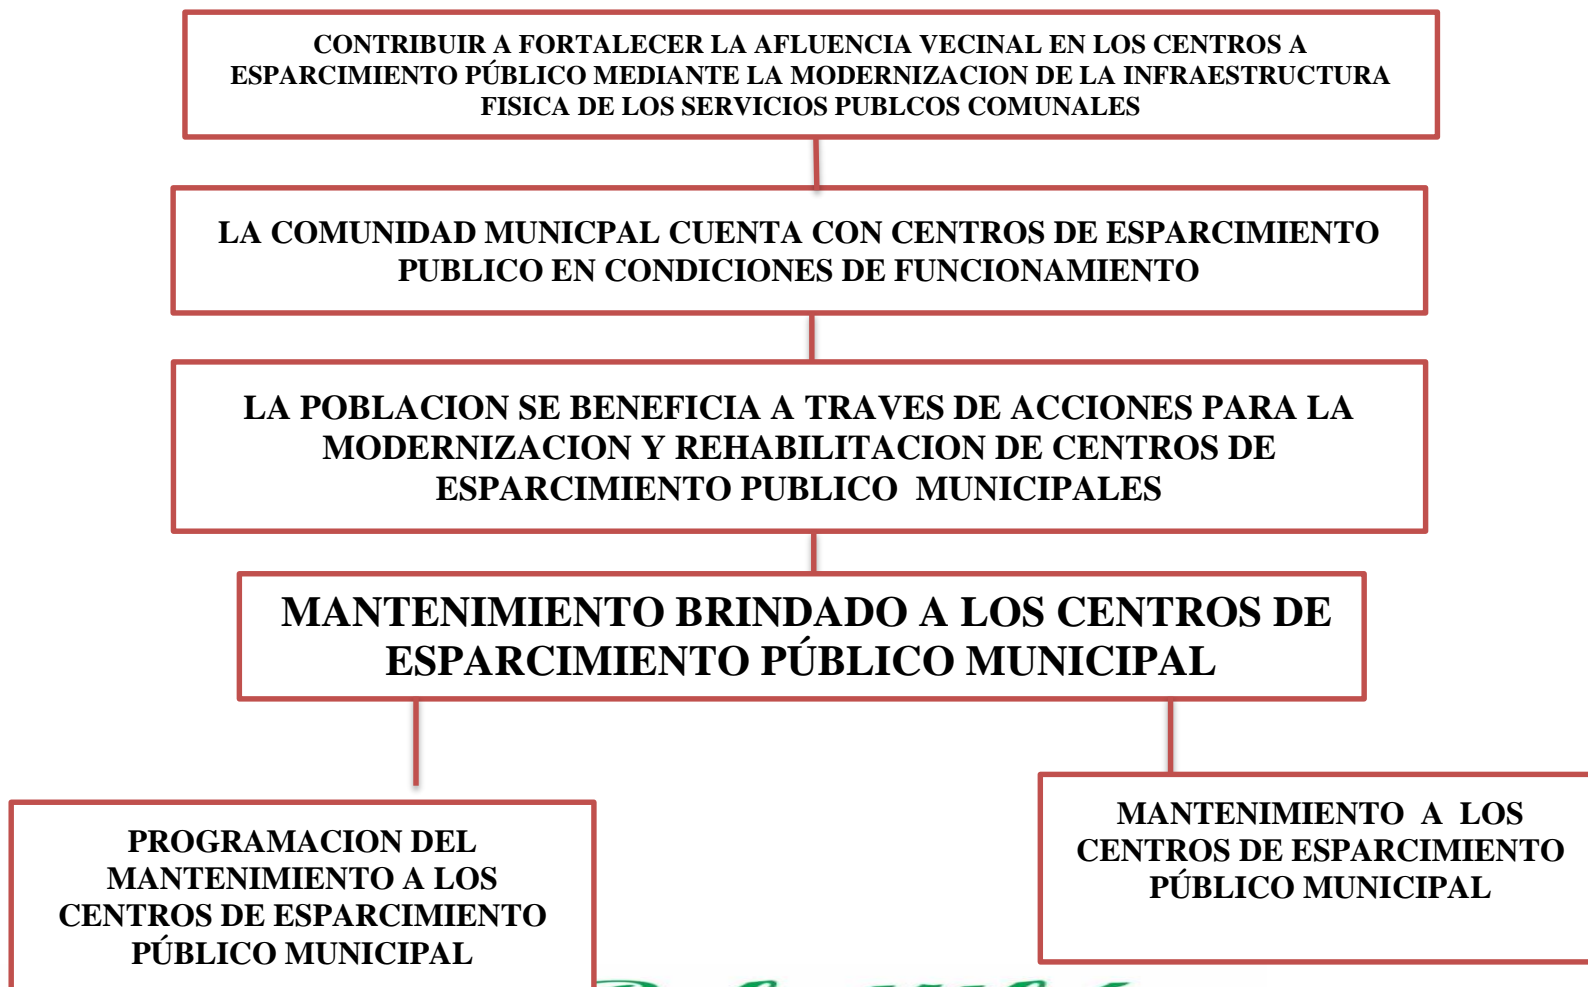 CONTRIBUIR A FORTALECER LA AFLUENCIA VECINAL EN LOS CENTROS A
ESPARCIMIENTO PÚBLICO MEDIANTE LA MODERNIZACION DE LA INFRAESTRUCTURA
FISICA DE LOS SERVICIOS PUBLCOS COMUNALES
LA COMUNIDAD MUNICPAL CUENTA CON CENTROS DE ESPARCIMIENTO
PUBLICO EN CONDICIONES DE FUNCIONAMIENTO
LA POBLACION SE BENEFICIA A TRAVES DE ACCIONES PARA LA
MODERNIZACION Y REHABILITACION DE CENTROS DE
ESPARCIMIENTO PUBLICO MUNICIPALES
MANTENIMIENTO BRINDADO A LOS CENTROS DE
ESPARCIMIENTO PÚBLICO MUNICIPAL
PROGRAMACION DEL
MANTENIMIENTO A LOS
CENTROS DE ESPARCIMIENTO
PÚBLICO MUNICIPAL
MANTENIMIENTO A LOS
CENTROS DE ESPARCIMIENTO
PÚBLICO MUNICIPAL